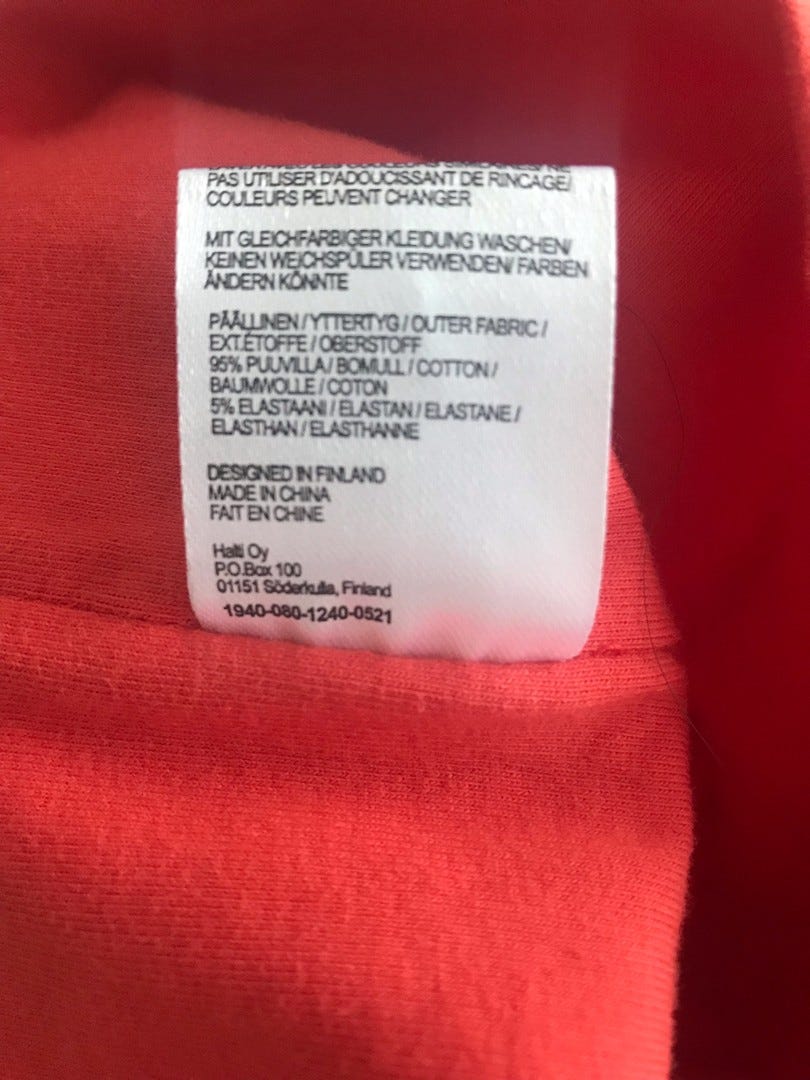 PAS UTILISER D'ADOUCISSANT DE RINCAGE/
COULEURS PEUVENT CHANGER
MIT GLEICHFARBIGER KLEIDUNG WASCHEN/
KEINEN WEICHSPÜLER VERWENDEN/ FARBEN
ÄNDERN KÖNNTE
PÄÄLLINEN / YTTERTYG / OUTER FABRIC /
EXT.ÉTOFFE / OBERSTOFF
95% PUUVILLA / BOMULL / COTTON /
BAUMWOLLE / COTON
5% ELASTAANI / ELASTAN / ELASTANE /
ELASTHAN / ELASTHANNE
DESIGNED IN FINLAND
MADE IN CHINA
FAIT EN CHINE
Halti Oy
P.O.Box 100
01151 Söderkulla, Finland
1940-080-1240-0521